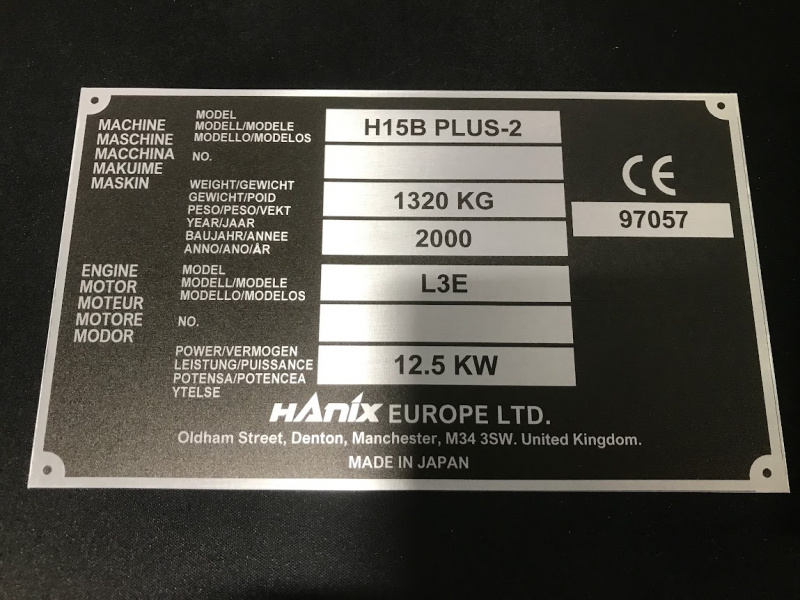 MACHINE
MASCHINE
MACCHINA
MAKUIME
MASKIN
MODEL
MODELL/MODELE
MODELLO/MODELOS
H15B PLUS-2
NO.
WEIGHT/GEWICHT
GEWICHT/POID
PESO/PESO/VEKT
1320 KG
YEAR/JAAR
BAUJAHR/ANNEE
ANNO/ANO/ÅR
2000
CE
97057
ENGINE
MOTOR
MOTEUR
MOTORE
MODOR
MODEL
MODELL/MODELE
MODELLO/MODELOS
L3E
NO.
POWER/VERMOGEN
LEISTUNG/PUISSANCE
POTENSA/POTENCEA
YTELSE
12.5 KW
HANIX EUROPE LTD.
Oldham Street, Denton, Manchester, M34 3SW. United Kingdom.
MADE IN JAPAN